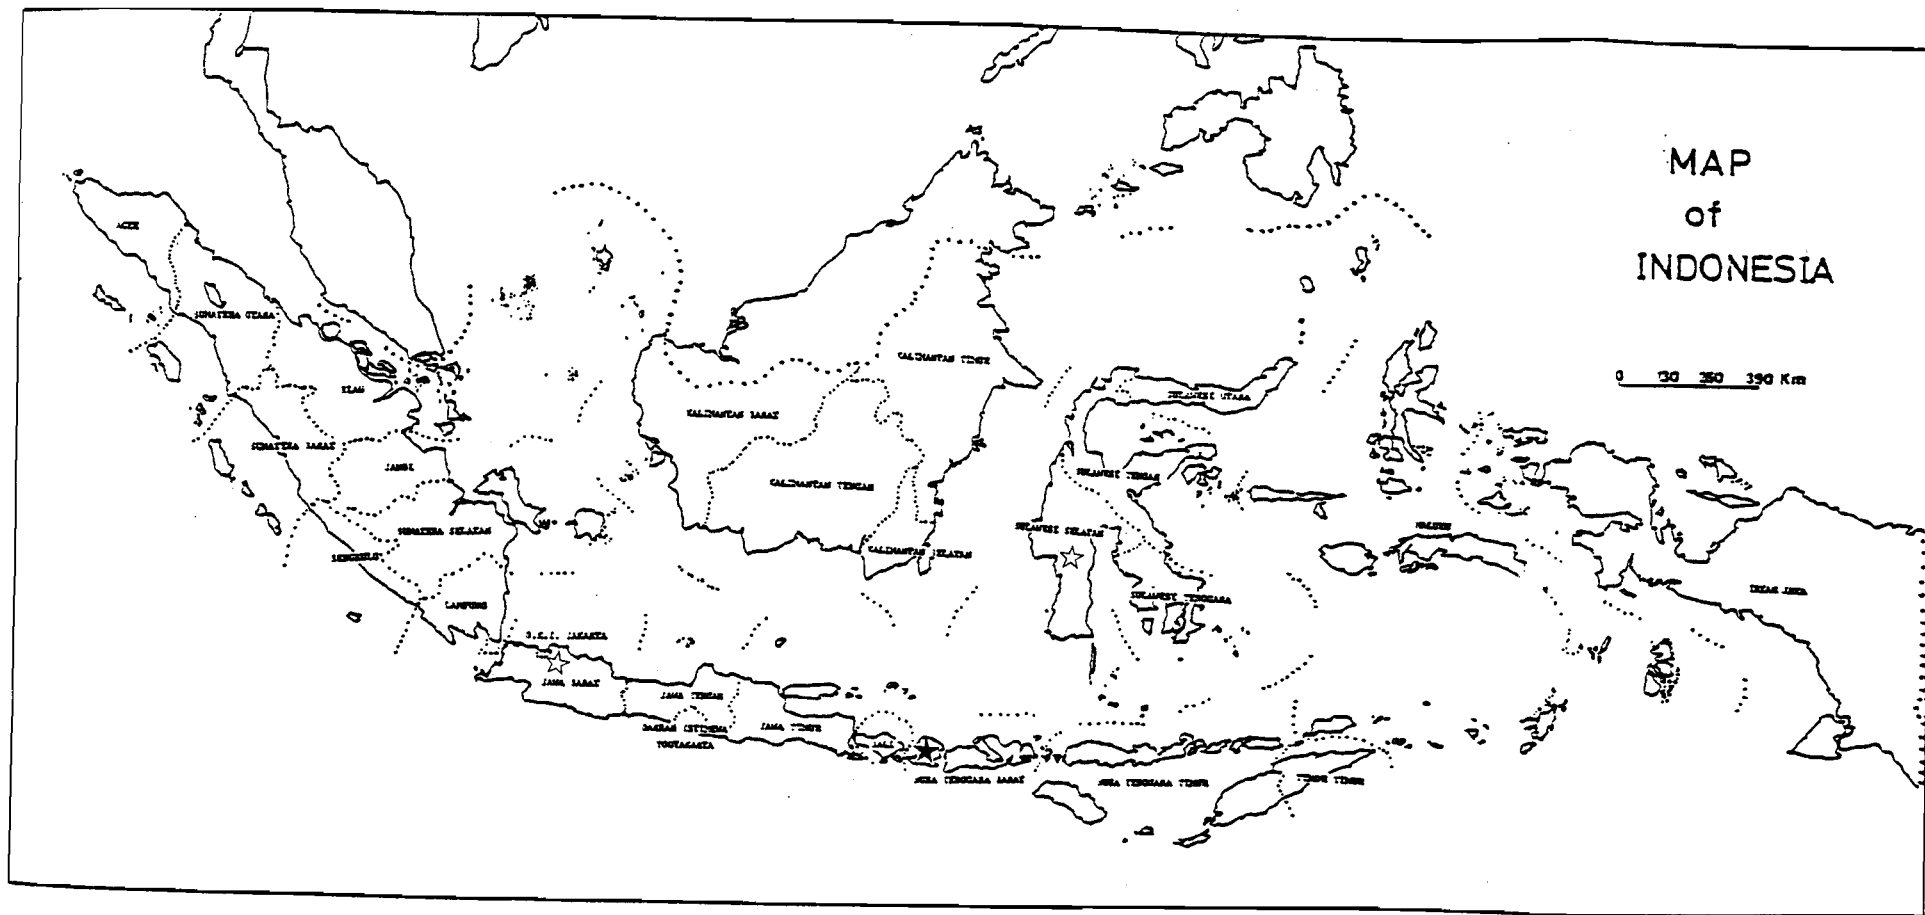 MAP
of
INDONESIA
0 130 260 390 Km
ACEH
SUMATERA UTARA
RIAU
SUMATERA BARAT
JAMBI
SUMATERA SELATAN
BENGKULU
LAMPUNG
D.K.I. JAKARTA
JAWA BARAT
JAWA TENGAH
DAERAH ISTIMEWA
YOGYAKARTA
JAWA TIMUR
BALI
NUSA TENGGARA BARAT
NUSA TENGGARA TIMUR
TIMOR TIMUR
KALIMANTAN BARAT
KALIMANTAN TENGAH
KALIMANTAN SELATAN
KALIMANTAN TIMUR
SULAWESI UTARA
SULAWESI TENGAH
SULAWESI SELATAN
SULAWESI TENGGARA
MALUKU
IRIAN JAYA